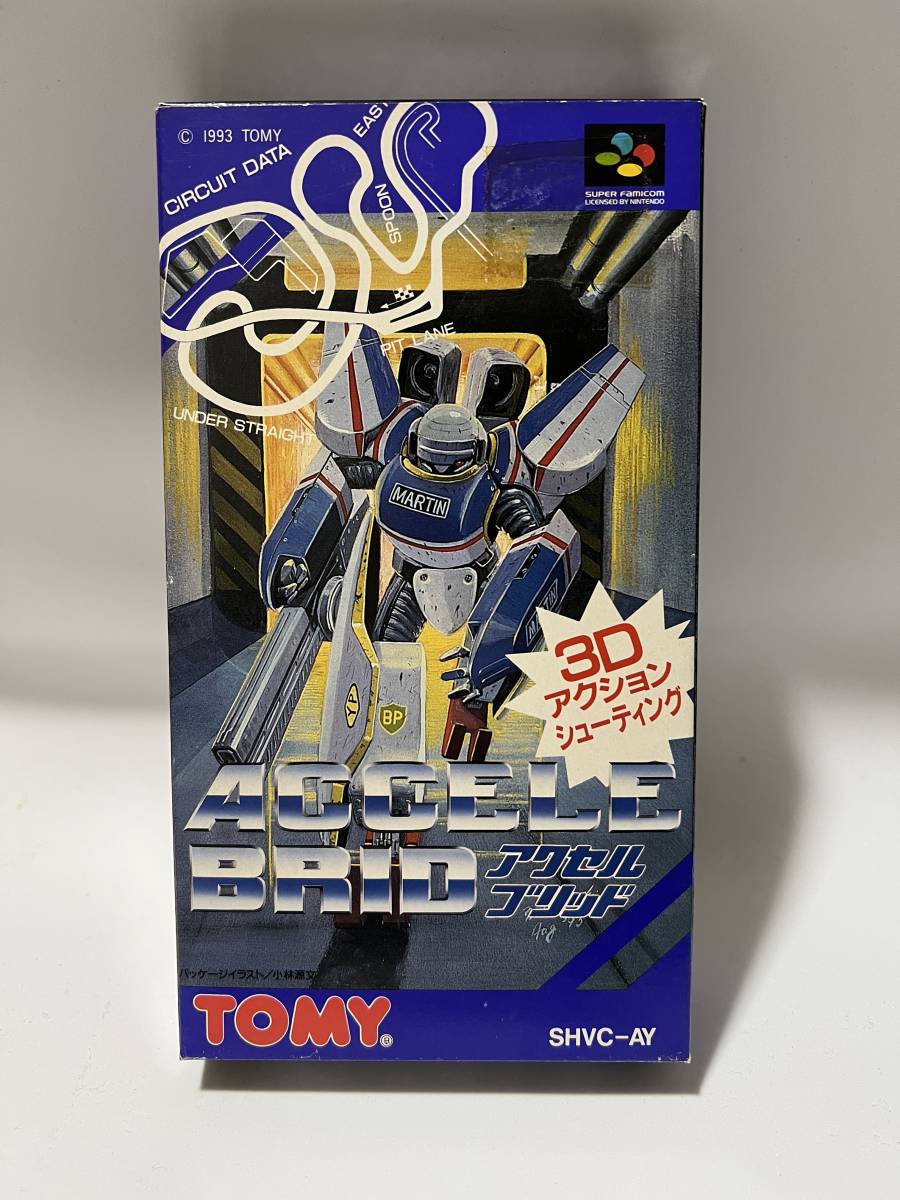 © 1993 TOMY
CIRCUIT DATA
EAST
SPOON
SUPER FAMICOM
LICENSED BY NINTENDO
PIT LANE
UNDER STRAIGHT
MARTIN
MARTIN
3D
アクション
シューティング
YP
BP
ACCELE
BRID
アクセル
ブリッド
パッケージイラスト/小林源文
TOMY®
SHVC-AY